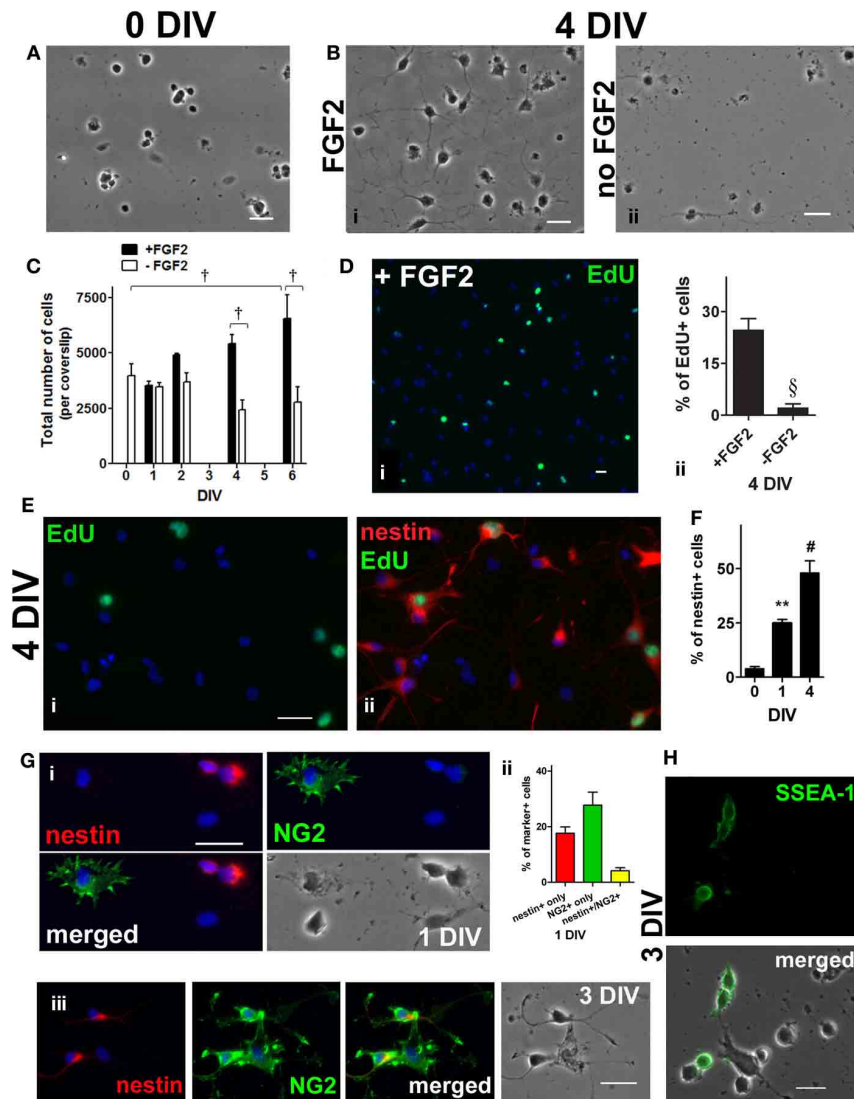 0 DIV
4 DIV
A
B
FGF2
i
no FGF2
ii
C
+FGF2
- FGF2
†
†
†
7500
5000
2500
0
Total number of cells
(per coverslip)
0 1 2 3 4 5 6
DIV
D
+ FGF2
EdU
i
30
15
0
% of EdU+ cells
§
+FGF2
-FGF2
ii
4 DIV
E
4 DIV
EdU
i
nestin
EdU
ii
F
50
25
0
% of nestin+ cells
**
#
0 1 4
DIV
G
i
nestin
NG2
merged
1 DIV
ii
40
20
0
% of marker+ cells
nestin+ only
NG2+ only
nestin+/NG2+
1 DIV
iii
nestin
NG2
merged
3 DIV
H
SSEA-1
3 DIV
merged